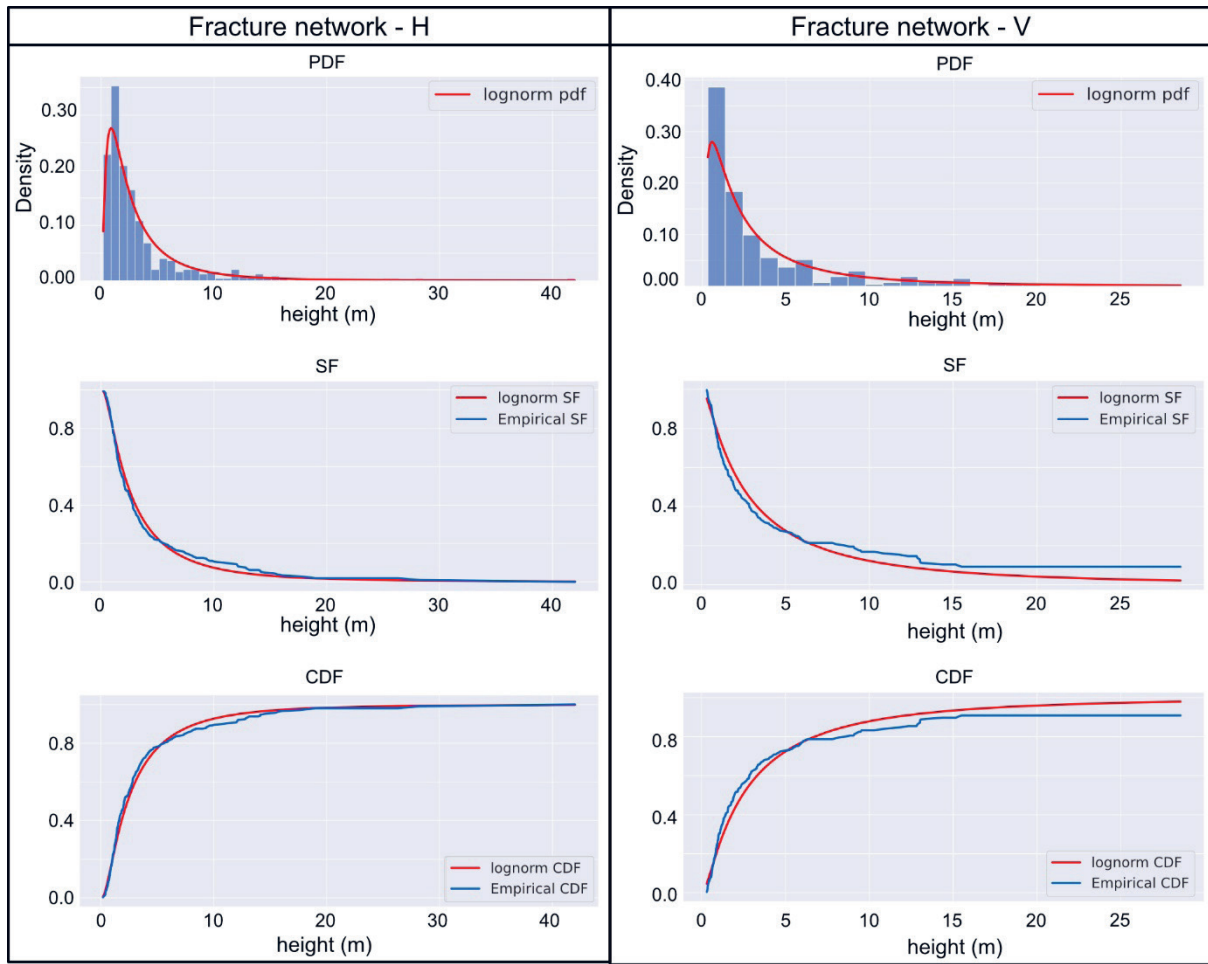 Fracture network - H
PDF
lognorm pdf
0.30
0.20
0.10
0.00
Density
0 10 20 30 40
height (m)
SF
lognorm SF
Empirical SF
0.8
0.4
0.0
0 10 20 30 40
height (m)
CDF
0.8
0.4
0.0
lognorm CDF
Empirical CDF
0 10 20 30 40
height (m)
Fracture network - V
PDF
lognorm pdf
0.40
0.30
0.20
0.10
0.00
Density
0 5 10 15 20 25
height (m)
SF
lognorm SF
Empirical SF
0.8
0.4
0.0
0 5 10 15 20 25
height (m)
CDF
0.8
0.4
0.0
lognorm CDF
Empirical CDF
0 5 10 15 20 25
height (m)